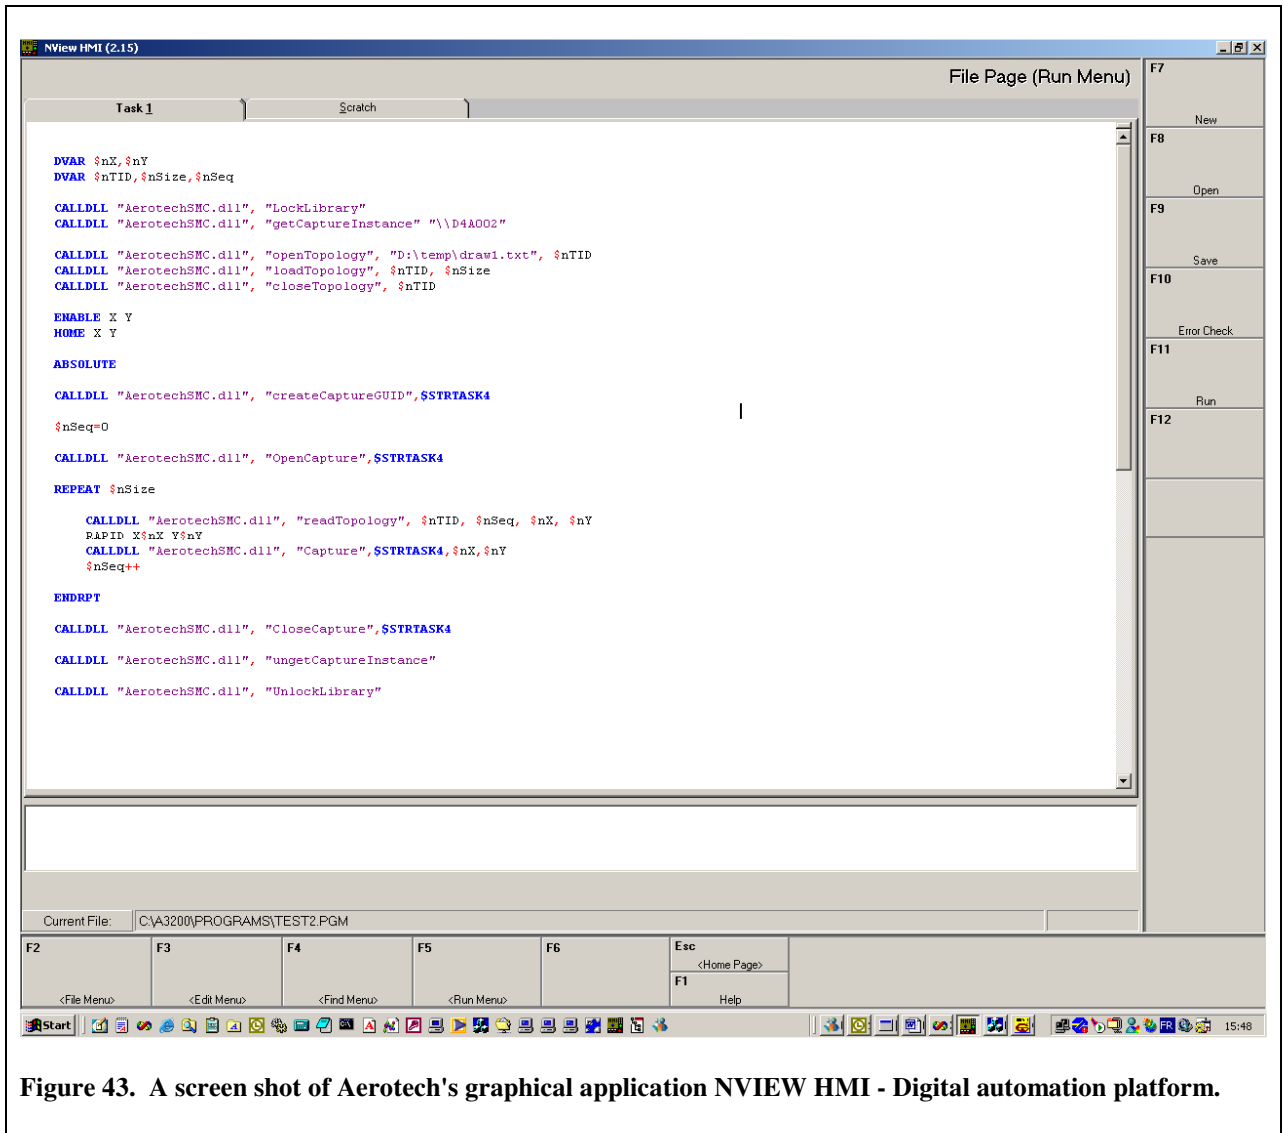 NView HMI (2.15)
File Page (Run Menu)
Task 1
Scratch
DVAR $nX,$nY
DVAR $nTID,$nSize,$nSeq
CALLDLL "AerotechSMC.dll", "LockLibrary"
CALLDLL "AerotechSMC.dll", "getCaptureInstance" "\\D4A002"
CALLDLL "AerotechSMC.dll", "openTopology", "D:\temp\draw1.txt", $nTID
CALLDLL "AerotechSMC.dll", "loadTopology", $nTID, $nSize
CALLDLL "AerotechSMC.dll", "closeTopology", $nTID
ENABLE X Y
HOME X Y
ABSOLUTE
CALLDLL "AerotechSMC.dll", "createCaptureGUID",$STRTASK4
$nSeq=0
CALLDLL "AerotechSMC.dll", "OpenCapture",$STRTASK4
REPEAT $nSize
CALLDLL "AerotechSMC.dll", "readTopology", $nTID, $nSeq, $nX, $nY
RAPID X$nX Y$nY
CALLDLL "AerotechSMC.dll", "Capture",$STRTASK4,$nX,$nY
$nSeq++
ENDRPT
CALLDLL "AerotechSMC.dll", "CloseCapture",$STRTASK4
CALLDLL "AerotechSMC.dll", "ungetCaptureInstance"
CALLDLL "AerotechSMC.dll", "UnlockLibrary"
F7
New
F8
Open
F9
Save
F10
Error Check
F11
Run
F12
Current File: C:\A3200\PROGRAMS\TEST2.PGM
F2
<File Menu>
F3
<Edit Menu>
F4
<Find Menu>
F5
<Run Menu>
F6
Esc
<Home Page>
F1
Help
Start
FR
15:48
Figure 43. A screen shot of Aerotech's graphical application NVIEW HMI - Digital automation platform.